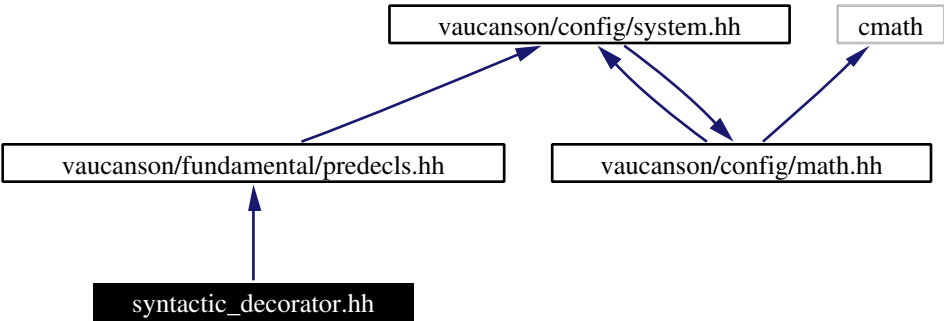 vaucanson/config/system.hh
cmath
vaucanson/fundamental/predecls.hh
vaucanson/config/math.hh
syntactic_decorator.hh